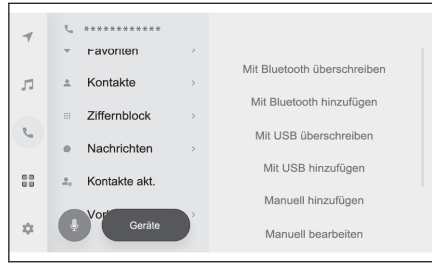 ************
Favoriten
Kontakte
Ziffernblock
Nachrichten
Kontakte akt.
Geräte
Mit Bluetooth überschreiben
Mit Bluetooth hinzufügen
Mit USB überschreiben
Mit USB hinzufügen
Manuell hinzufügen
Manuell bearbeiten